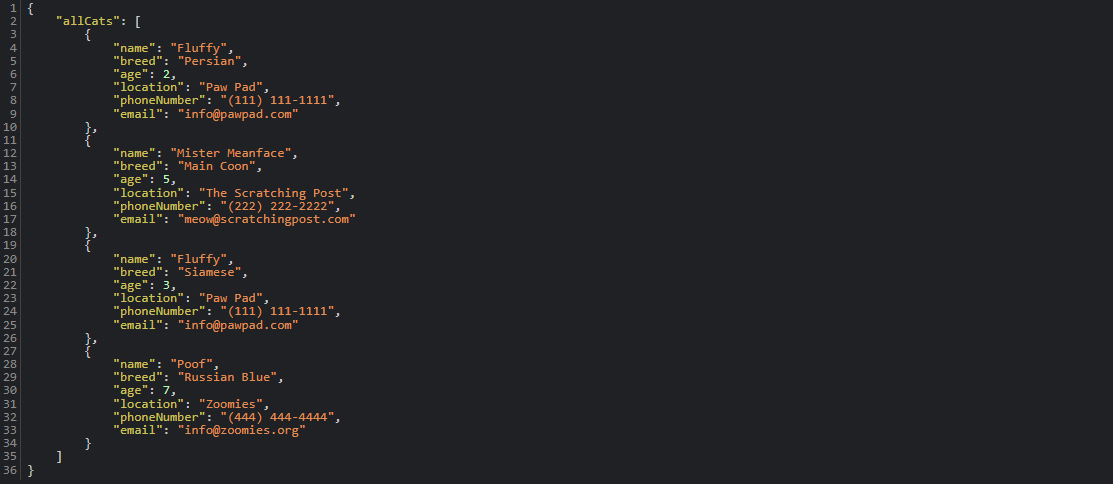 1 {
2     "allCats": [
3         {
4             "name": "Fluffy",
5             "breed": "Persian",
6             "age": 2,
7             "location": "Paw Pad",
8             "phoneNumber": "(111) 111-1111",
9             "email": "info@pawpad.com"
10         },
11         {
12             "name": "Mister Meanface",
13             "breed": "Main Coon",
14             "age": 5,
15             "location": "The Scratching Post",
16             "phoneNumber": "(222) 222-2222",
17             "email": "meow@scratchingpost.com"
18         },
19         {
20             "name": "Fluffy",
21             "breed": "Siamese",
22             "age": 3,
23             "location": "Paw Pad",
24             "phoneNumber": "(111) 111-1111",
25             "email": "info@pawpad.com"
26         },
27         {
28             "name": "Poof",
29             "breed": "Russian Blue",
30             "age": 7,
31             "location": "Zoomies",
32             "phoneNumber": "(444) 444-4444",
33             "email": "info@zoomies.org"
34         }
35     ]
36 }